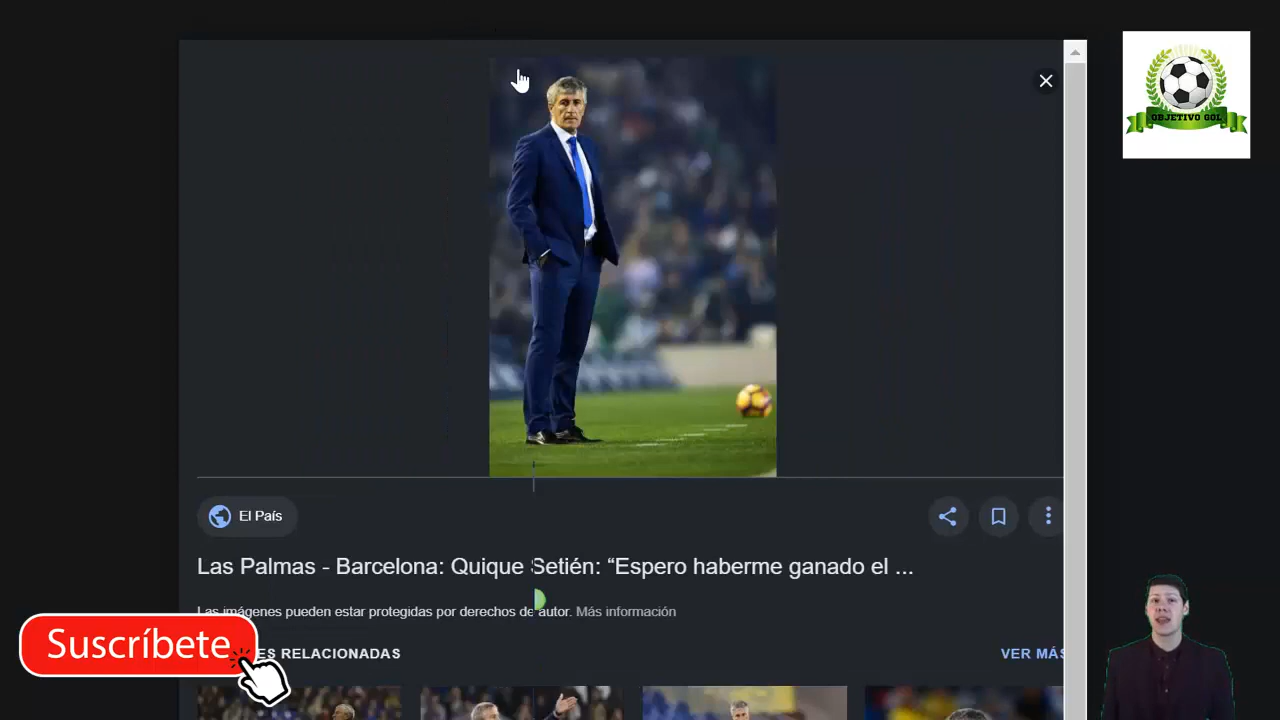 OBJETIVO GOL
El País
Las Palmas - Barcelona: Quique Setién: “Espero haberme ganado el ...
Las imágenes pueden estar protegidas por derechos de autor. Más información
Suscríbete
ES RELACIONADAS
VER MÁS